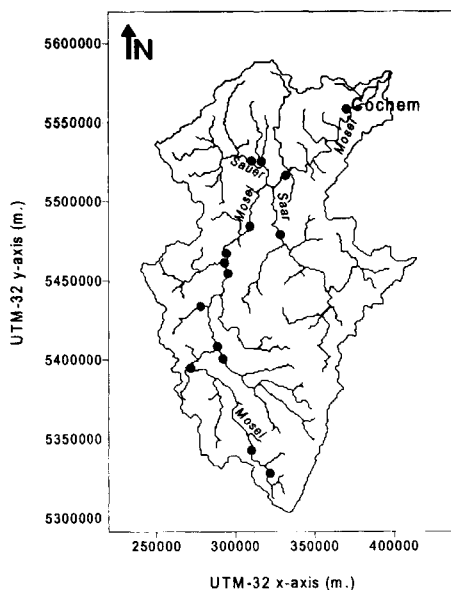 5600000
N
Cochem
5550000
Mosel
Sauer
5500000
Mosel
Saar
5450000
UTM-32 y-axis (m.)
5400000
Mosel
5350000
5300000
250000 300000 350000 400000
UTM-32 x-axis (m.)